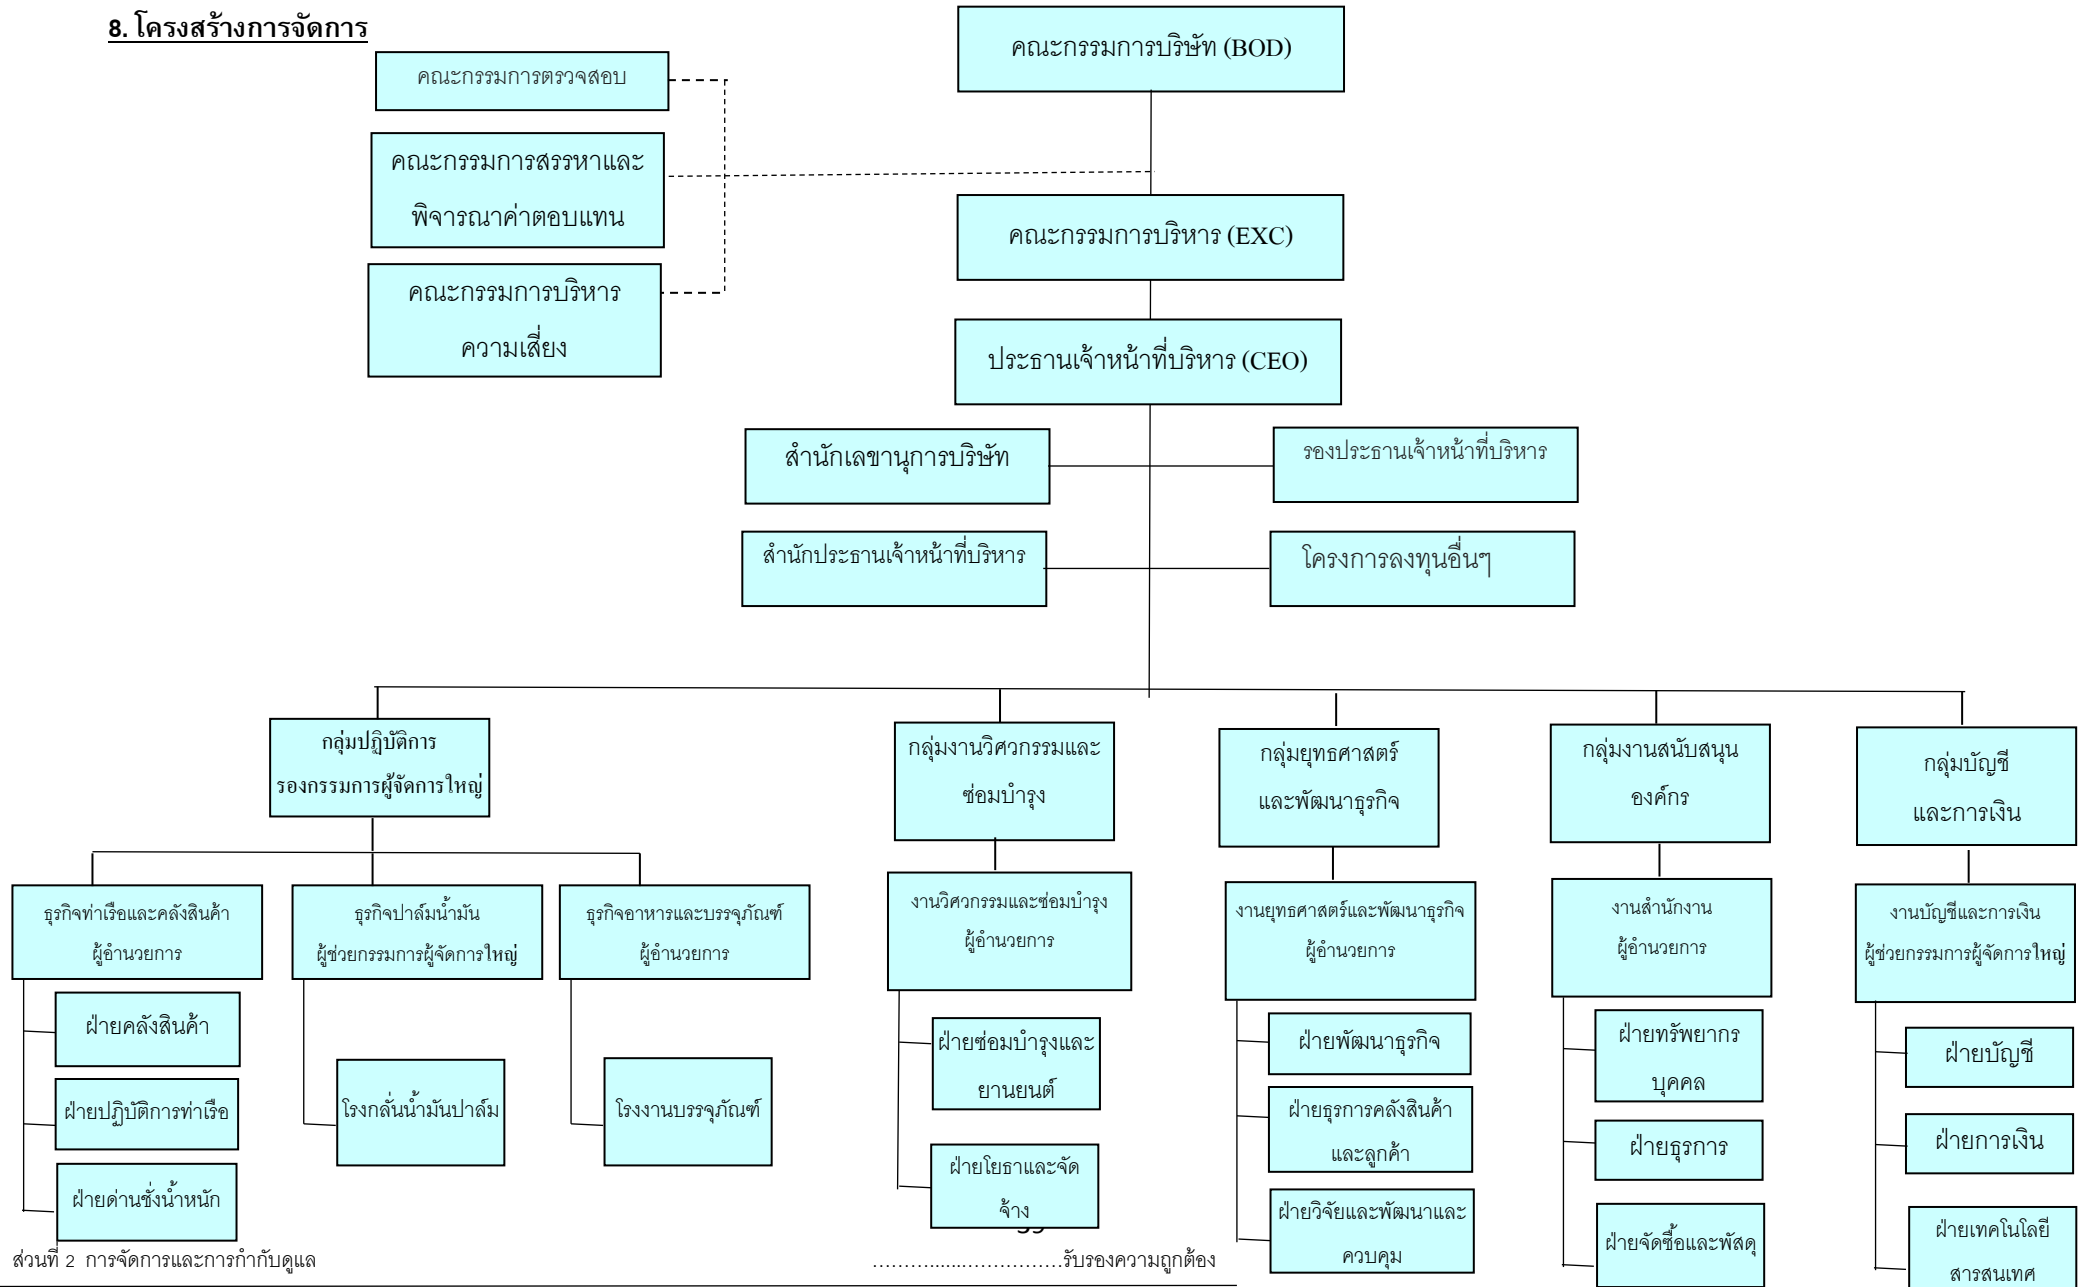 8. โครงสร้างการจัดการ
คณะกรรมการบริษัท (BOD)
คณะกรรมการตรวจสอบ
คณะกรรมการสรรหาและ
พิจารณาค่าตอบแทน
คณะกรรมการบริหาร
ความเสี่ยง
คณะกรรมการบริหาร (EXC)
ประธานเจ้าหน้าที่บริหาร (CEO)
สำนักเลขานุการบริษัท
รองประธานเจ้าหน้าที่บริหาร
สำนักประธานเจ้าหน้าที่บริหาร
โครงการลงทุนอื่นๆ
กลุ่มปฏิบัติการ
รองกรรมการผู้จัดการใหญ่
กลุ่มงานวิศวกรรมและ
ซ่อมบำรุง
กลุ่มยุทธศาสตร์
และพัฒนาธุรกิจ
กลุ่มงานสนับสนุน
องค์กร
กลุ่มบัญชี
และการเงิน
ธุรกิจท่าเรือและคลังสินค้า
ผู้อำนวยการ
ธุรกิจปาล์มน้ำมัน
ผู้ช่วยกรรมการผู้จัดการใหญ่
ธุรกิจอาหารและบรรจุภัณฑ์
ผู้อำนวยการ
งานวิศวกรรมและซ่อมบำรุง
ผู้อำนวยการ
งานยุทธศาสตร์และพัฒนาธุรกิจ
ผู้อำนวยการ
งานสำนักงาน
ผู้อำนวยการ
งานบัญชีและการเงิน
ผู้ช่วยกรรมการผู้จัดการใหญ่
ฝ่ายคลังสินค้า
ฝ่ายปฏิบัติการท่าเรือ
ฝ่ายด่านชั่งน้ำหนัก
โรงกลั่นน้ำมันปาล์ม
โรงงานบรรจุภัณฑ์
ฝ่ายซ่อมบำรุงและ
ยานยนต์
ฝ่ายโยธาและจัด
จ้าง
ฝ่ายพัฒนาธุรกิจ
ฝ่ายธุรการคลังสินค้า
และลูกค้า
ฝ่ายวิจัยและพัฒนาและ
ควบคุม
ฝ่ายทรัพยากร
บุคคล
ฝ่ายธุรการ
ฝ่ายจัดซื้อและพัสดุ
ฝ่ายบัญชี
ฝ่ายการเงิน
ฝ่ายเทคโนโลยี
สารสนเทศ
ส่วนที่ 2 การจัดการและการกำกับดูแล
..............................รับรองความถูกต้อง